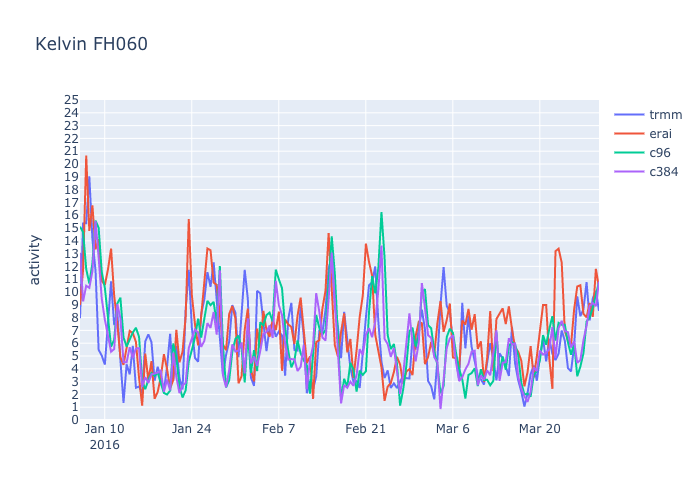 Kelvin FH060
25
24
23
22
21
20
19
18
17
16
15
14
13
12
11
10
9
8
7
6
5
4
3
2
1
0
activity
Jan 10
2016
Jan 24
Feb 7
Feb 21
Mar 6
Mar 20
trmm
erai
c96
c384